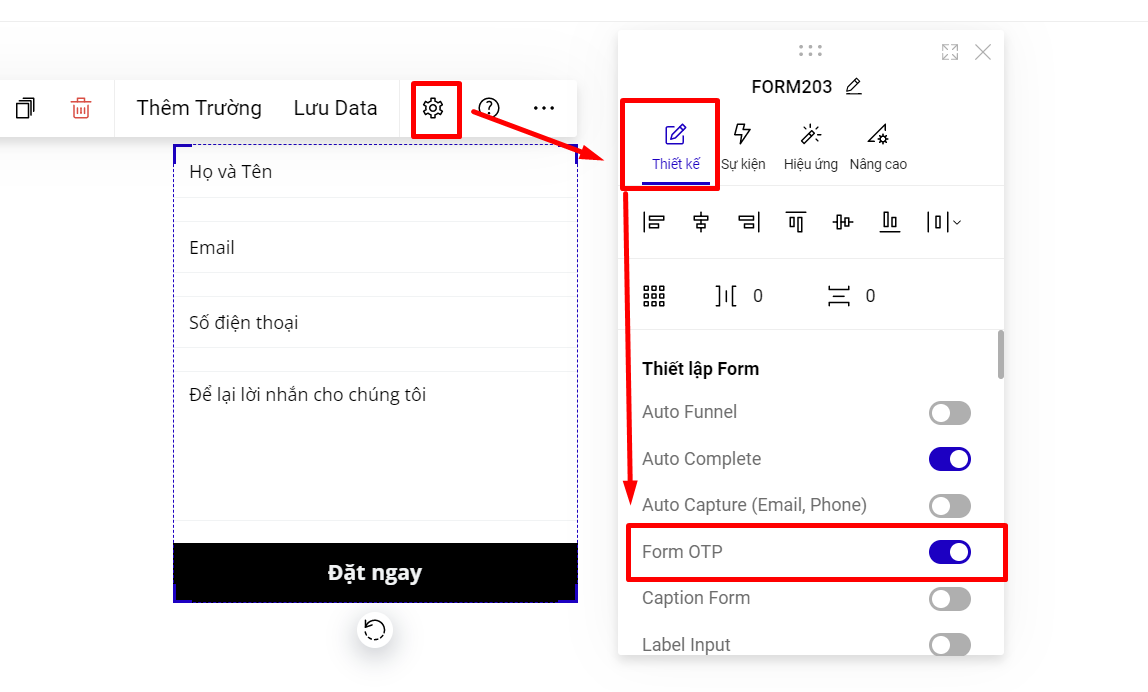 Thêm Trường Lưu Data
Họ và Tên
Email
Số điện thoại
Để lại lời nhắn cho chúng tôi
Đặt ngay
FORM203
Thiết kế Sự kiện Hiệu ứng Nâng cao
0 0
Thiết lập Form
Auto Funnel
Auto Complete
Auto Capture (Email, Phone)
Form OTP
Caption Form
Label Input